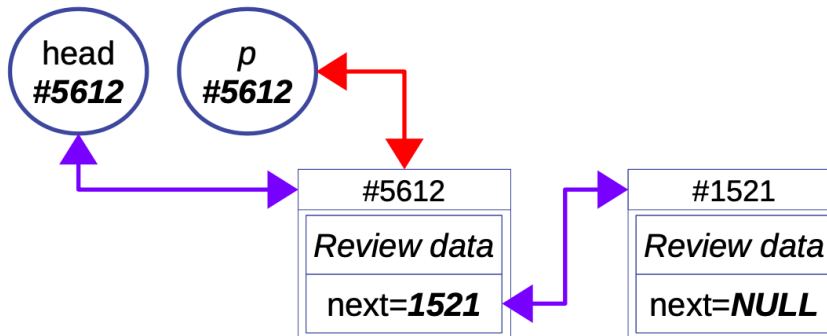 head
#5612
p
#5612
#5612
Review data
next=1521
#1521
Review data
next=NULL